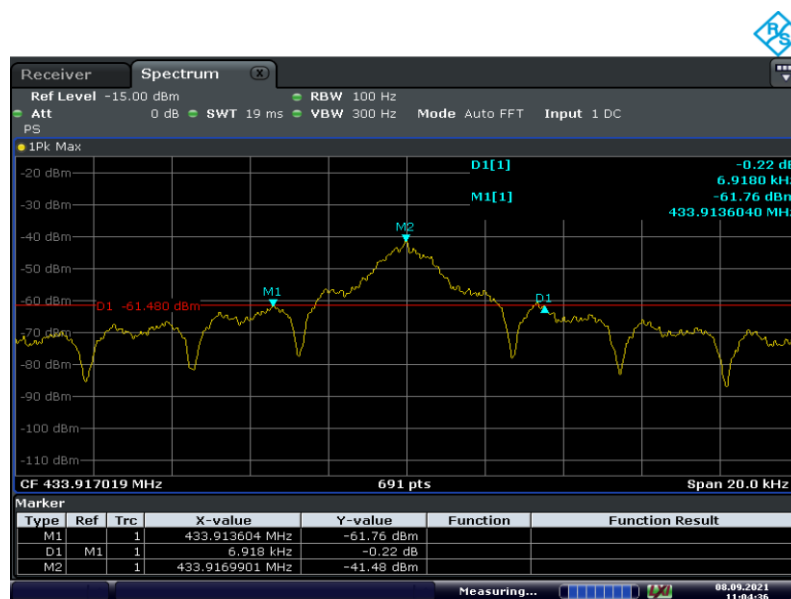 R&S
Receiver Spectrum X
Ref Level -15.00 dBm RBW 100 Hz
Att 0 dB SWT 19 ms VBW 300 Hz Mode Auto FFT Input 1 DC
PS
1Pk Max
D1[1] -0.22 dB
6.9180 kHz
M1[1] -61.76 dBm
433.9136040 MHz
-20 dBm
-30 dBm
-40 dBm
M2
-50 dBm
M1
-60 dBm
D1 -61.480 dBm
D1
-70 dBm
-80 dBm
-90 dBm
-100 dBm
-110 dBm
CF 433.917019 MHz 691 pts Span 20.0 kHz
Marker
Type Ref Trc X-value Y-value Function Function Result
M1 1 433.913604 MHz -61.76 dBm
D1 M1 1 6.918 kHz -0.22 dB
M2 1 433.9169901 MHz -41.48 dBm
Measuring... LXI 08.09.2021
11:04:36